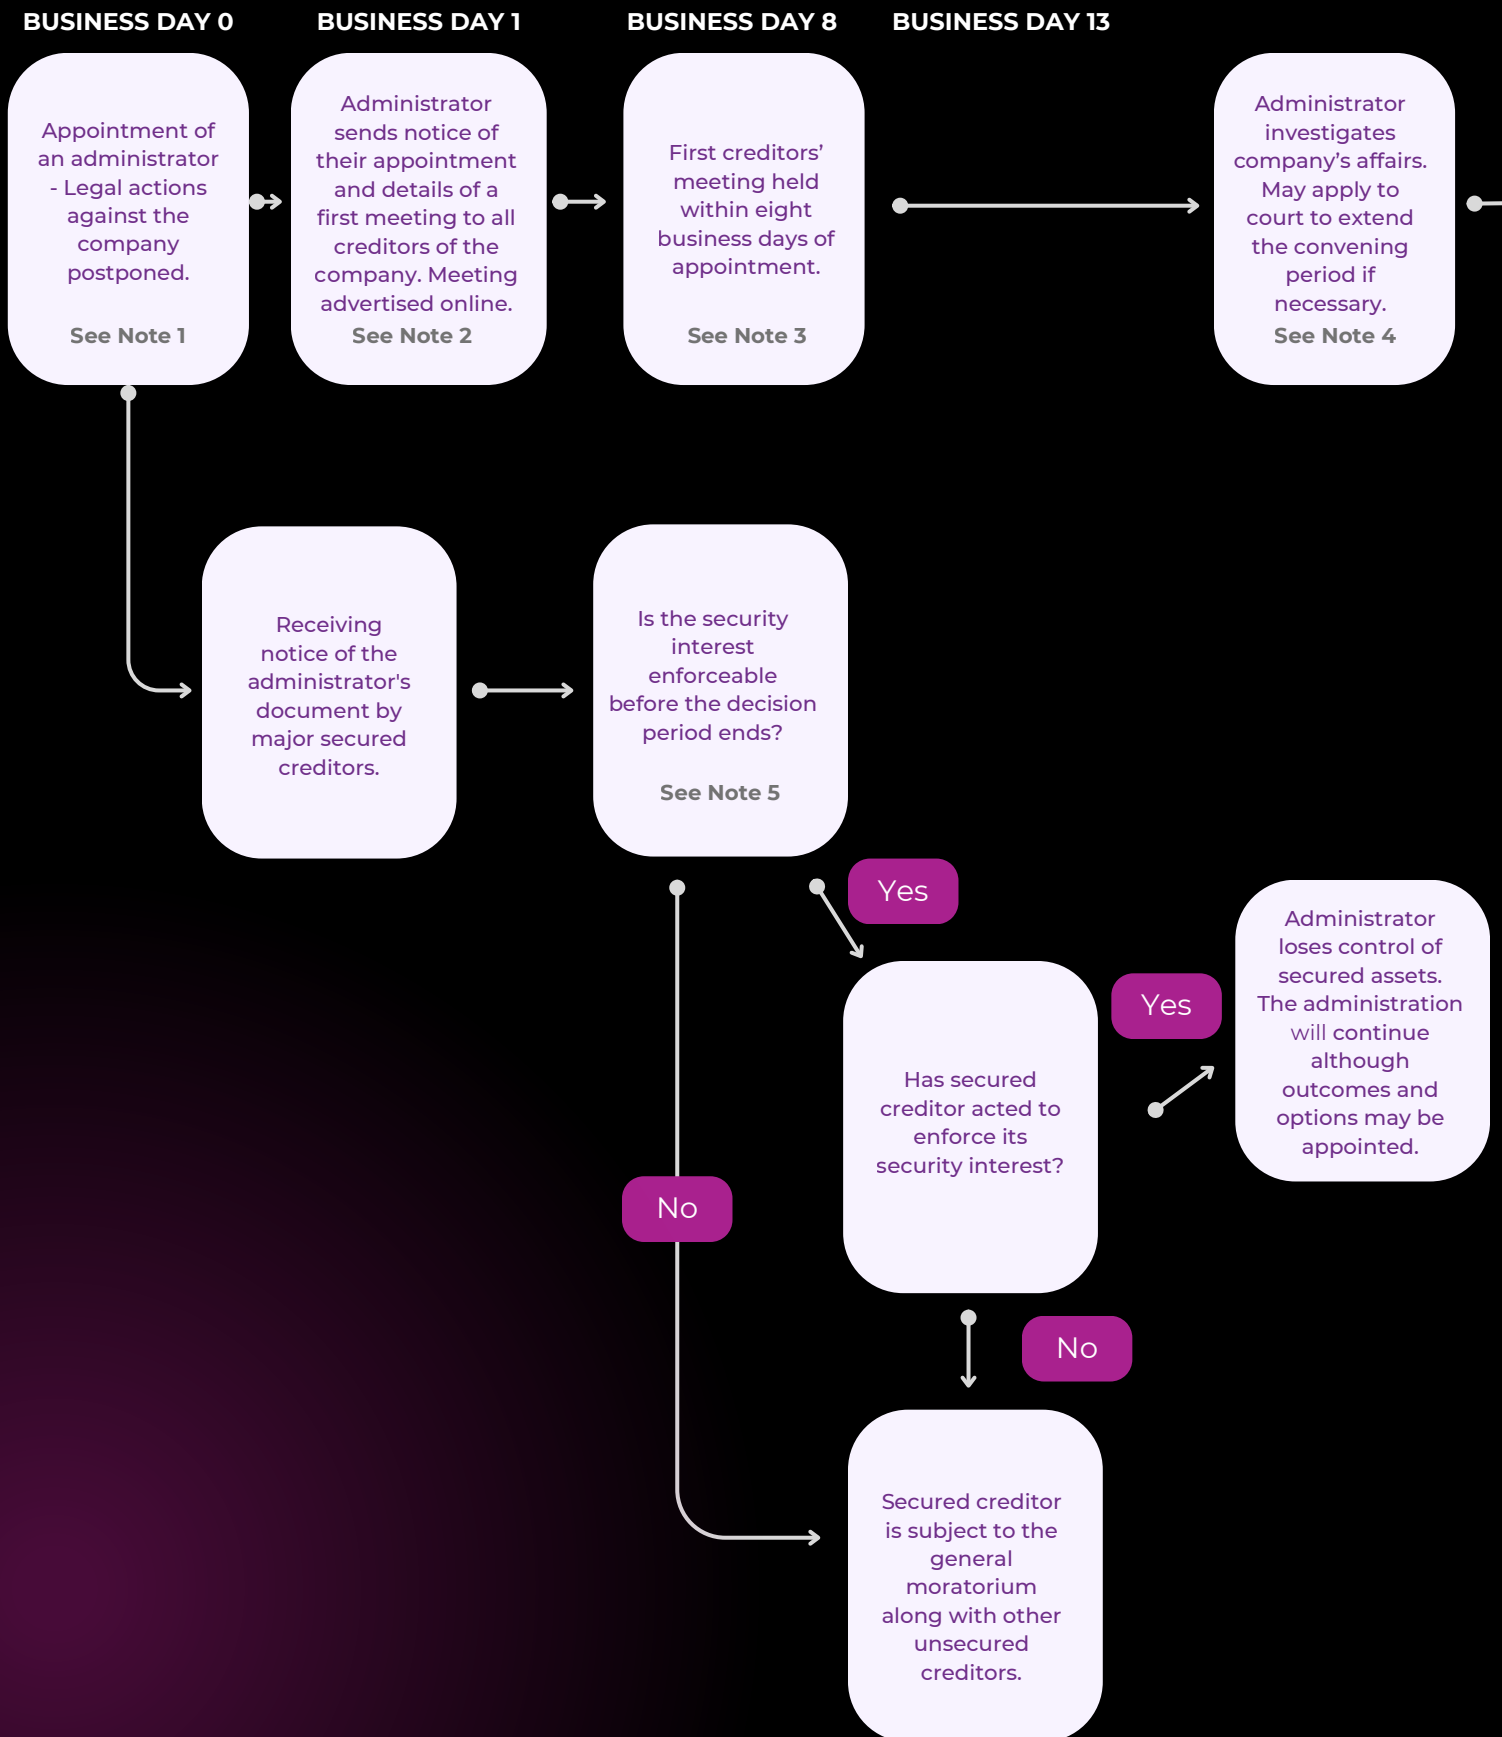 BUSINESS DAY 0
BUSINESS DAY 1
BUSINESS DAY 8
BUSINESS DAY 13
Appointment of
an administrator
- Legal actions
against the
company
postponed.
See Note 1
Administrator
sends notice of
their appointment
and details of a
first meeting to all
creditors of the
company. Meeting
advertised online.
See Note 2
First creditors’
meeting held
within eight
business days of
appointment.
See Note 3
Administrator
investigates
company’s affairs.
May apply to
court to extend
the convening
period if
necessary.
See Note 4
Receiving
notice of the
administrator's
document by
major secured
creditors.
Is the security
interest
enforceable
before the decision
period ends?
See Note 5
Yes
Has secured
creditor acted to
enforce its
security interest?
Yes
Administrator
loses control of
secured assets.
The administration
will continue
although
outcomes and
options may be
appointed.
No
No
Secured creditor
is subject to the
general
moratorium
along with other
unsecured
creditors.